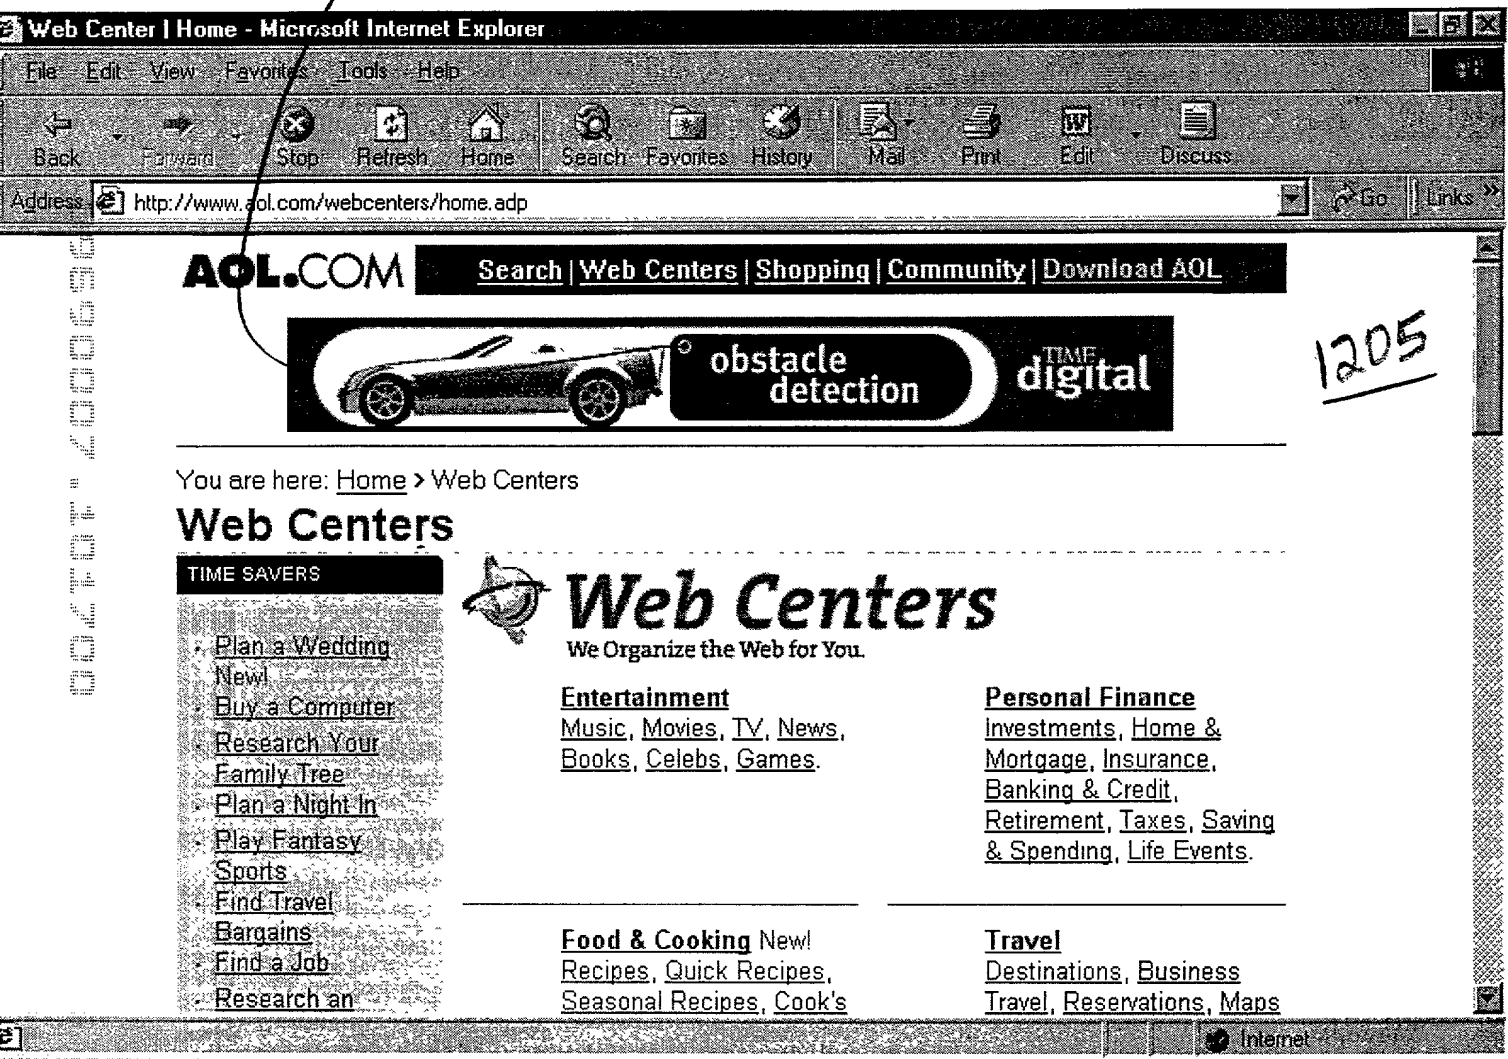 Web Center | Home - Microsoft Internet Explorer
File Edit View Favorites Tools Help
Back Forward Stop Refresh Home Search Favorites History Mail Print Edit Discuss
Address http://www.aol.com/webcenters/home.adp Go Links »
AOL.COM Search | Web Centers | Shopping | Community | Download AOL
obstacle detection TIME digital
1205
You are here: Home > Web Centers
Web Centers
TIME SAVERS
Plan a Wedding
New!
Buy a Computer
Research Your
Family Tree
Plan a Night In
Play Fantasy
Sports
Find Travel
Bargains
Find a Job
Research an
Web Centers
We Organize the Web for You.
Entertainment
Music, Movies, TV, News,
Books, Celebs, Games.
Personal Finance
Investments, Home &
Mortgage, Insurance,
Banking & Credit,
Retirement, Taxes, Saving
& Spending, Life Events.
Food & Cooking New!
Recipes, Quick Recipes,
Seasonal Recipes, Cook's
Travel
Destinations, Business
Travel, Reservations, Maps
Internet